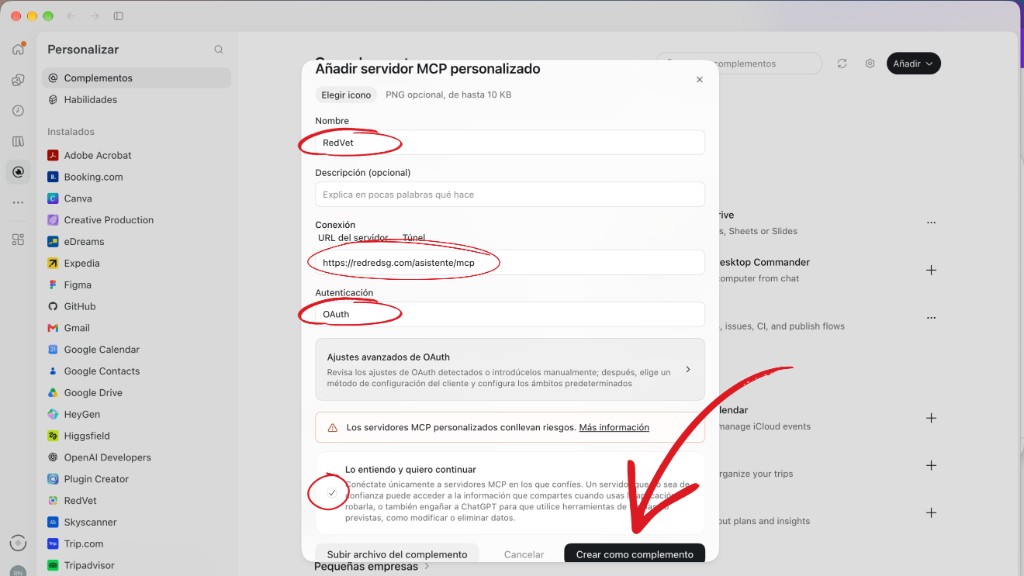 Personalizar
Complementos
Habilidades
Instalados
Adobe Acrobat
Booking.com
Canva
Creative Production
eDreams
Expedia
Figma
GitHub
Gmail
Google Calendar
Google Contacts
Google Drive
HeyGen
Higgsfield
OpenAI Developers
Plugin Creator
RedVet
Skyscanner
Trip.com
Tripadvisor
complementos
Añadir
Añadir servidor MCP personalizado
Elegir icono
PNG opcional, de hasta 10 KB
Nombre
RedVet
Descripción (opcional)
Explica en pocas palabras qué hace
Conexión
URL del servidor
Túnel
https://redredsg.com/asistente/mcp
Autenticación
OAuth
Ajustes avanzados de OAuth
Revisa los ajustes de OAuth detectados o introdúcelos manualmente; después, elige un
método de configuración del cliente y configura los ámbitos predeterminados
Los servidores MCP personalizados conllevan riesgos. Más información
Lo entiendo y quiero continuar
Conéctate únicamente a servidores MCP en los que confíes. Un servidor que no sea de
confianza puede acceder a la información que compartes cuando usas la aplicación
robarla, o también engañar a ChatGPT para que utilice herramientas de
previstas, como modificar o eliminar datos.
Subir archivo del complemento
Cancelar
Crear como complemento
Pequeñas empresas
rive
, Sheets or Slides
esktop Commander
omputer from chat
, issues, CI, and publish flows
lendar
manage iCloud events
rganize your trips
out plans and insights